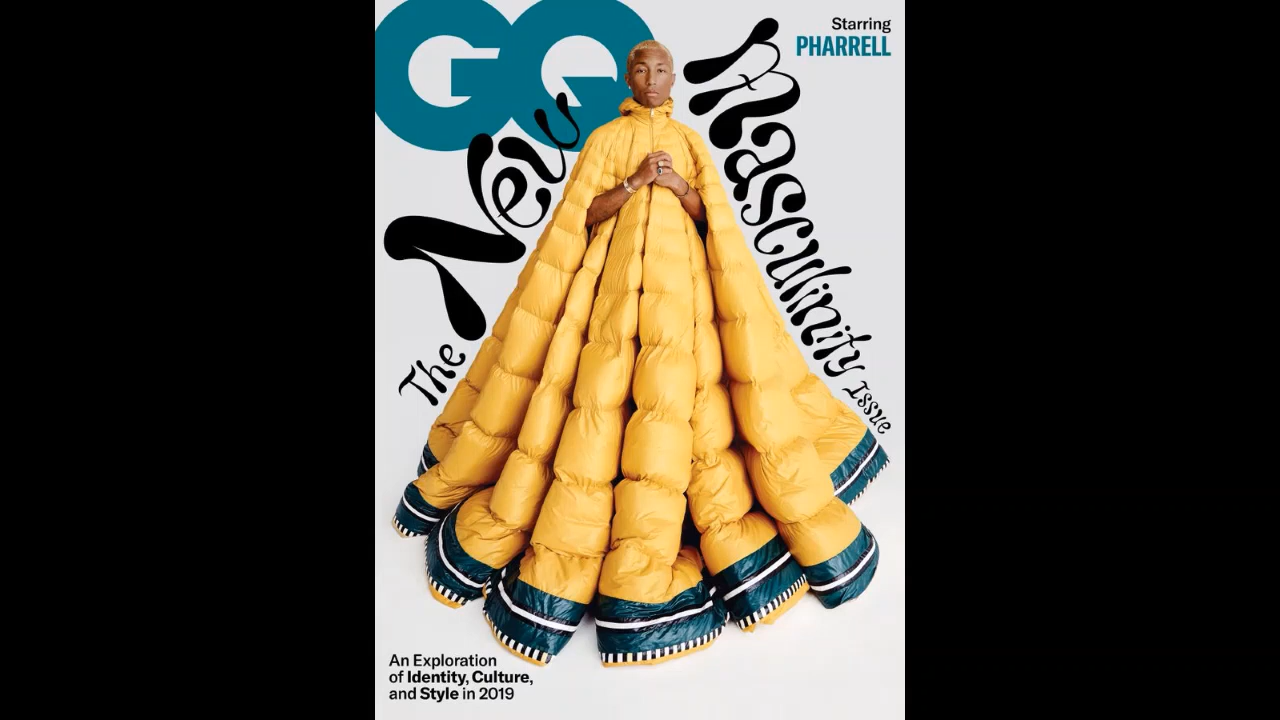 GQ
Starring
PHARRELL
The New Masculinity Issue
An Exploration
of Identity, Culture,
and Style in 2019